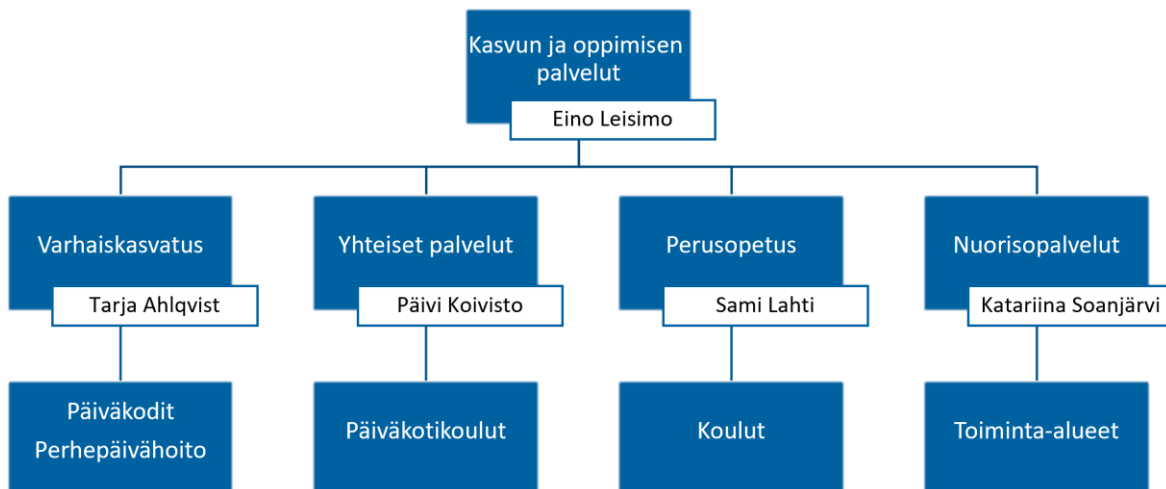 Kasvun ja oppimisen
palvelut
Eino Leisimo
Varhaiskasvatus
Tarja Ahlqvist
Yhteiset palvelut
Päivi Koivisto
Perusopetus
Sami Lahti
Nuorisopalvelut
Katariina Soanjärvi
Päiväkodit
Perhepäivähoito
Päiväkotikoulut
Koulut
Toiminta-alueet